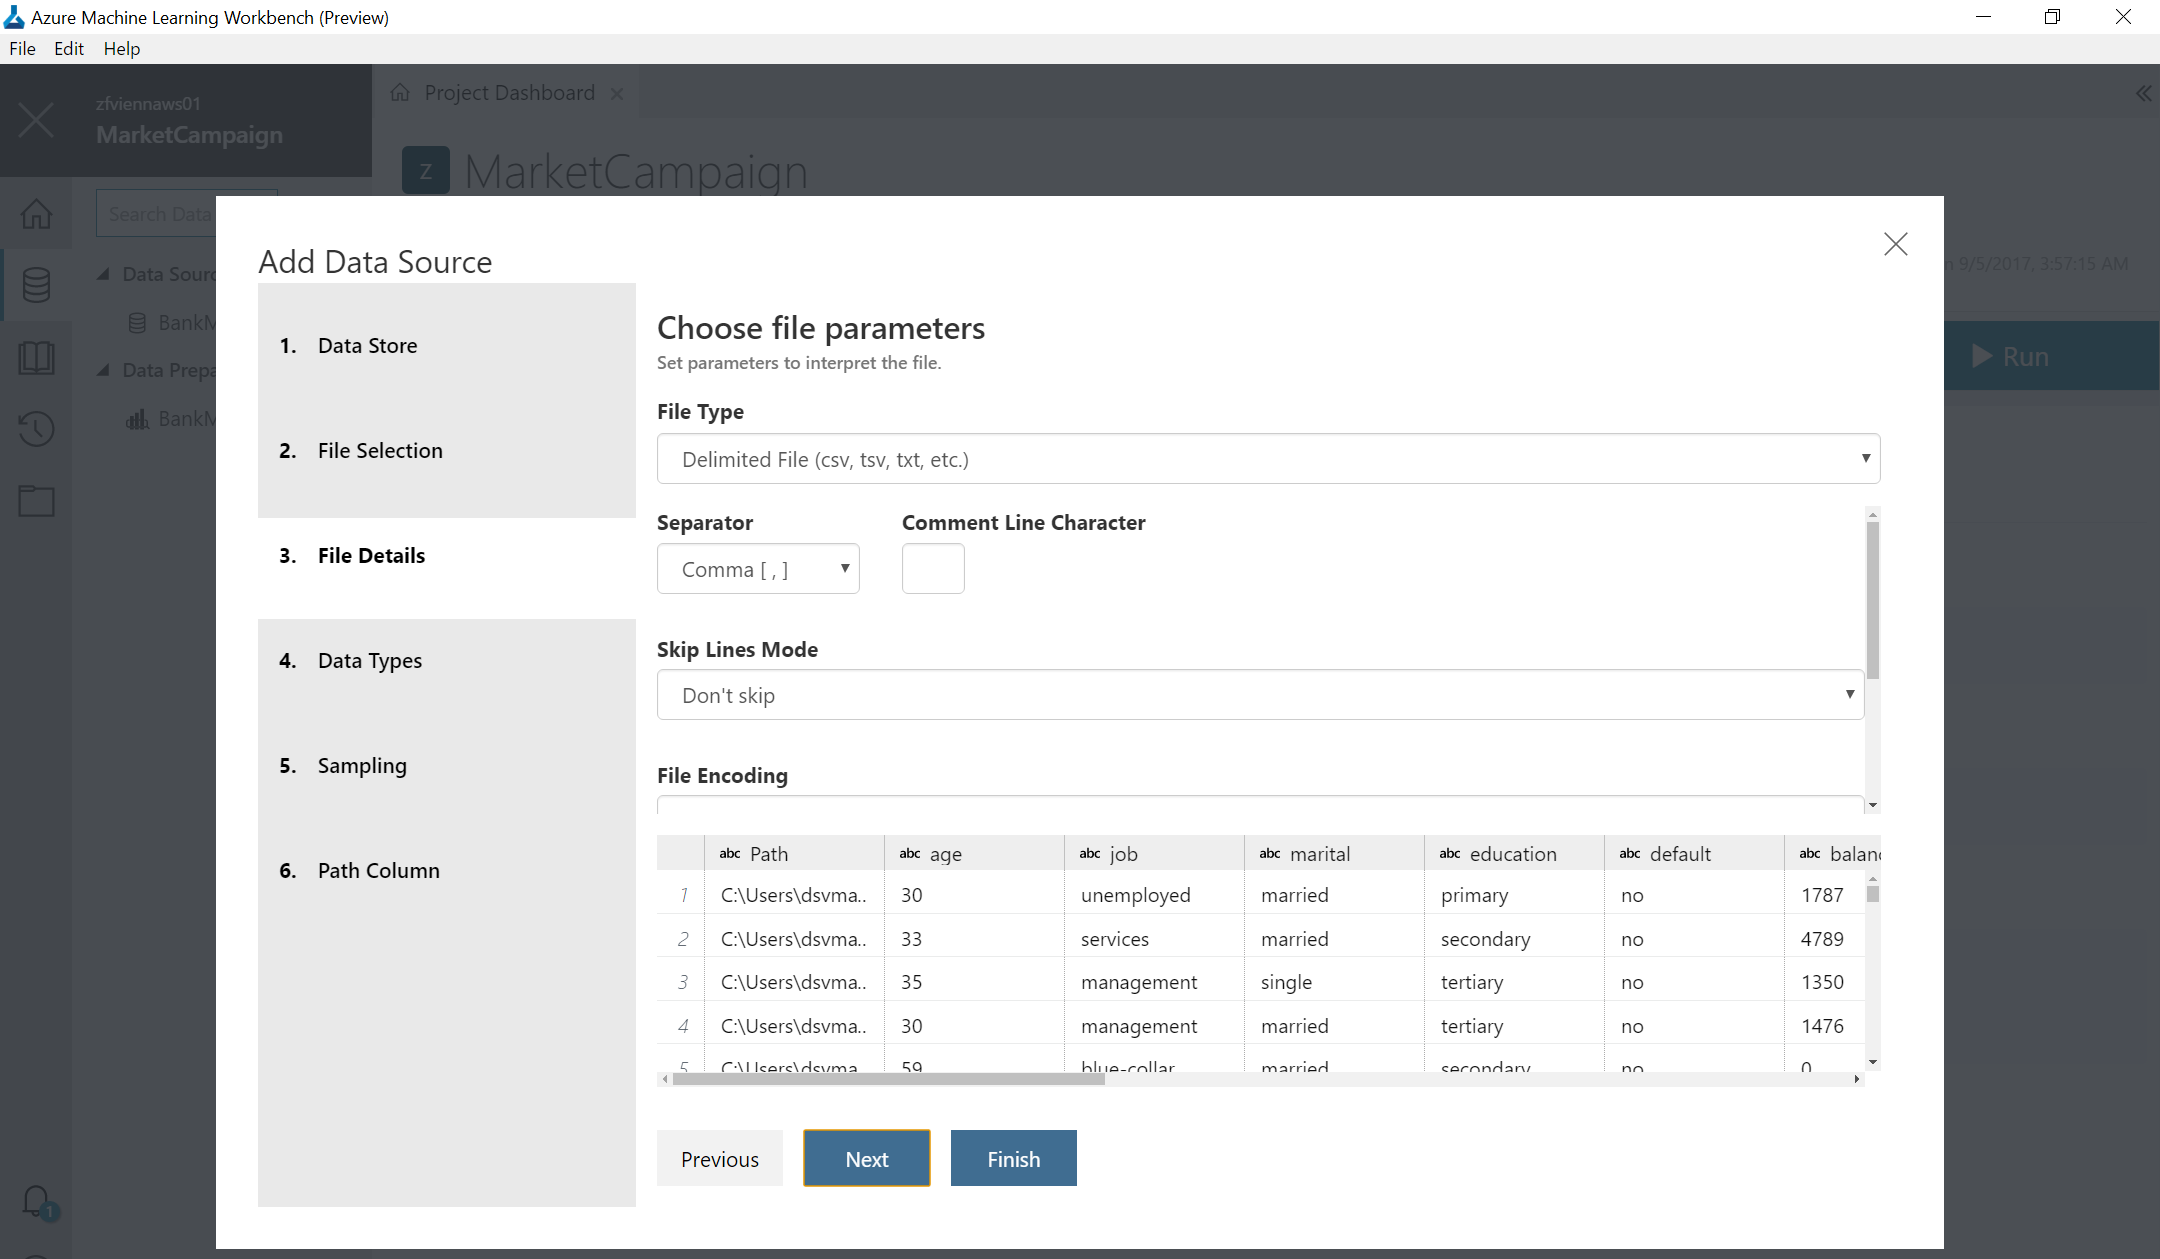 Azure Machine Learning Workbench (Preview)
File Edit Help
zfviennaws01
MarketCampaign
Project Dashboard
Z MarketCampaign
Search Data
Data Sourc
n 9/5/2017, 3:57:15 AM
BankM
Run
Data Prepa
BankM
Add Data Source
1. Data Store
2. File Selection
3. File Details
4. Data Types
5. Sampling
6. Path Column
Choose file parameters
Set parameters to interpret the file.
File Type
Delimited File (csv, tsv, txt, etc.)
Separator Comment Line Character
Comma [ , ]
Skip Lines Mode
Don't skip
File Encoding
abc Path abc age abc job abc marital abc education abc default abc balanc
1 C:\Users\dsvma.. 30 unemployed married primary no 1787
2 C:\Users\dsvma.. 33 services married secondary no 4789
3 C:\Users\dsvma.. 35 management single tertiary no 1350
4 C:\Users\dsvma.. 30 management married tertiary no 1476
5 C:\Users\dsvma 59 blue-collar married secondary no 0
Previous Next Finish
1